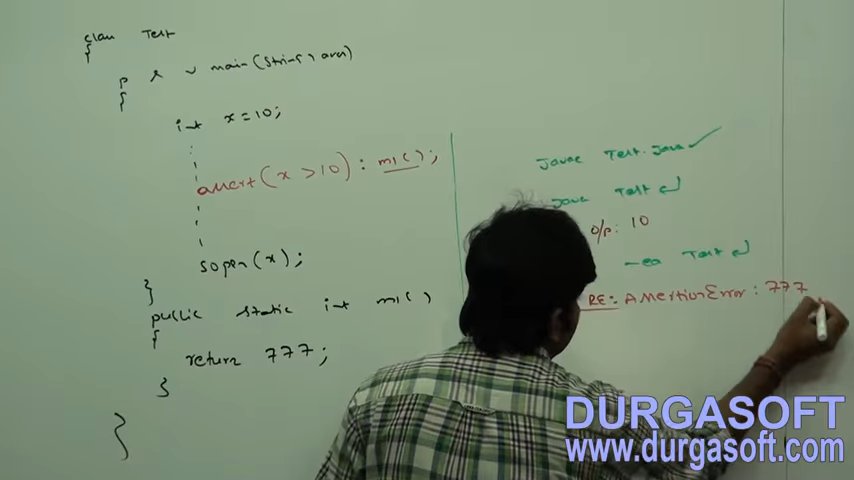 class Test
{
p s v main(String[] args)
{
int x = 10;
assert(x > 10) : m1();
sopln(x);
}
public static int m1()
{
return 777;
}
}
javac Test.java ✓
java Test ↵
o/p: 10
-ea Test ↵
RE: AssertionError: 777
DURGASOFT
www.durgasoft.com